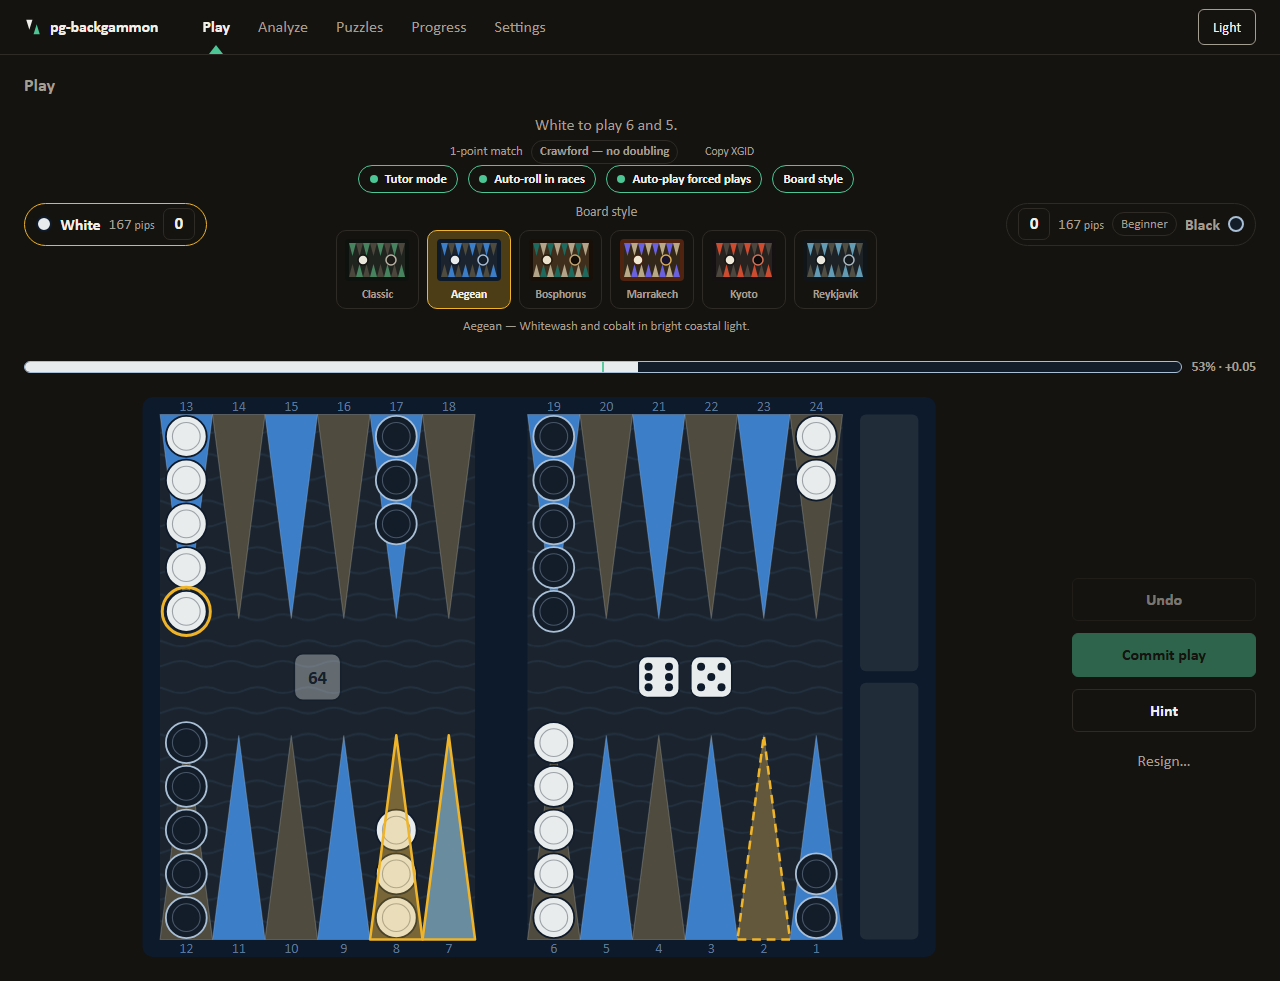 pg-backgammon
Play
Analyze
Puzzles
Progress
Settings
Light
Play
White to play 6 and 5.
1-point match
Crawford — no doubling
Copy XGID
Tutor mode
Auto-roll in races
Auto-play forced plays
Board style
White 167 pips 0
Board style
0 167 pips Beginner Black
Classic
Aegean
Bosphorus
Marrakech
Kyoto
Reykjavik
Aegean — Whitewash and cobalt in bright coastal light.
53% · +0.05
13 14 15 16 17 18 19 20 21 22 23 24
64
12 11 10 9 8 7 6 5 4 3 2 1
Undo
Commit play
Hint
Resign...